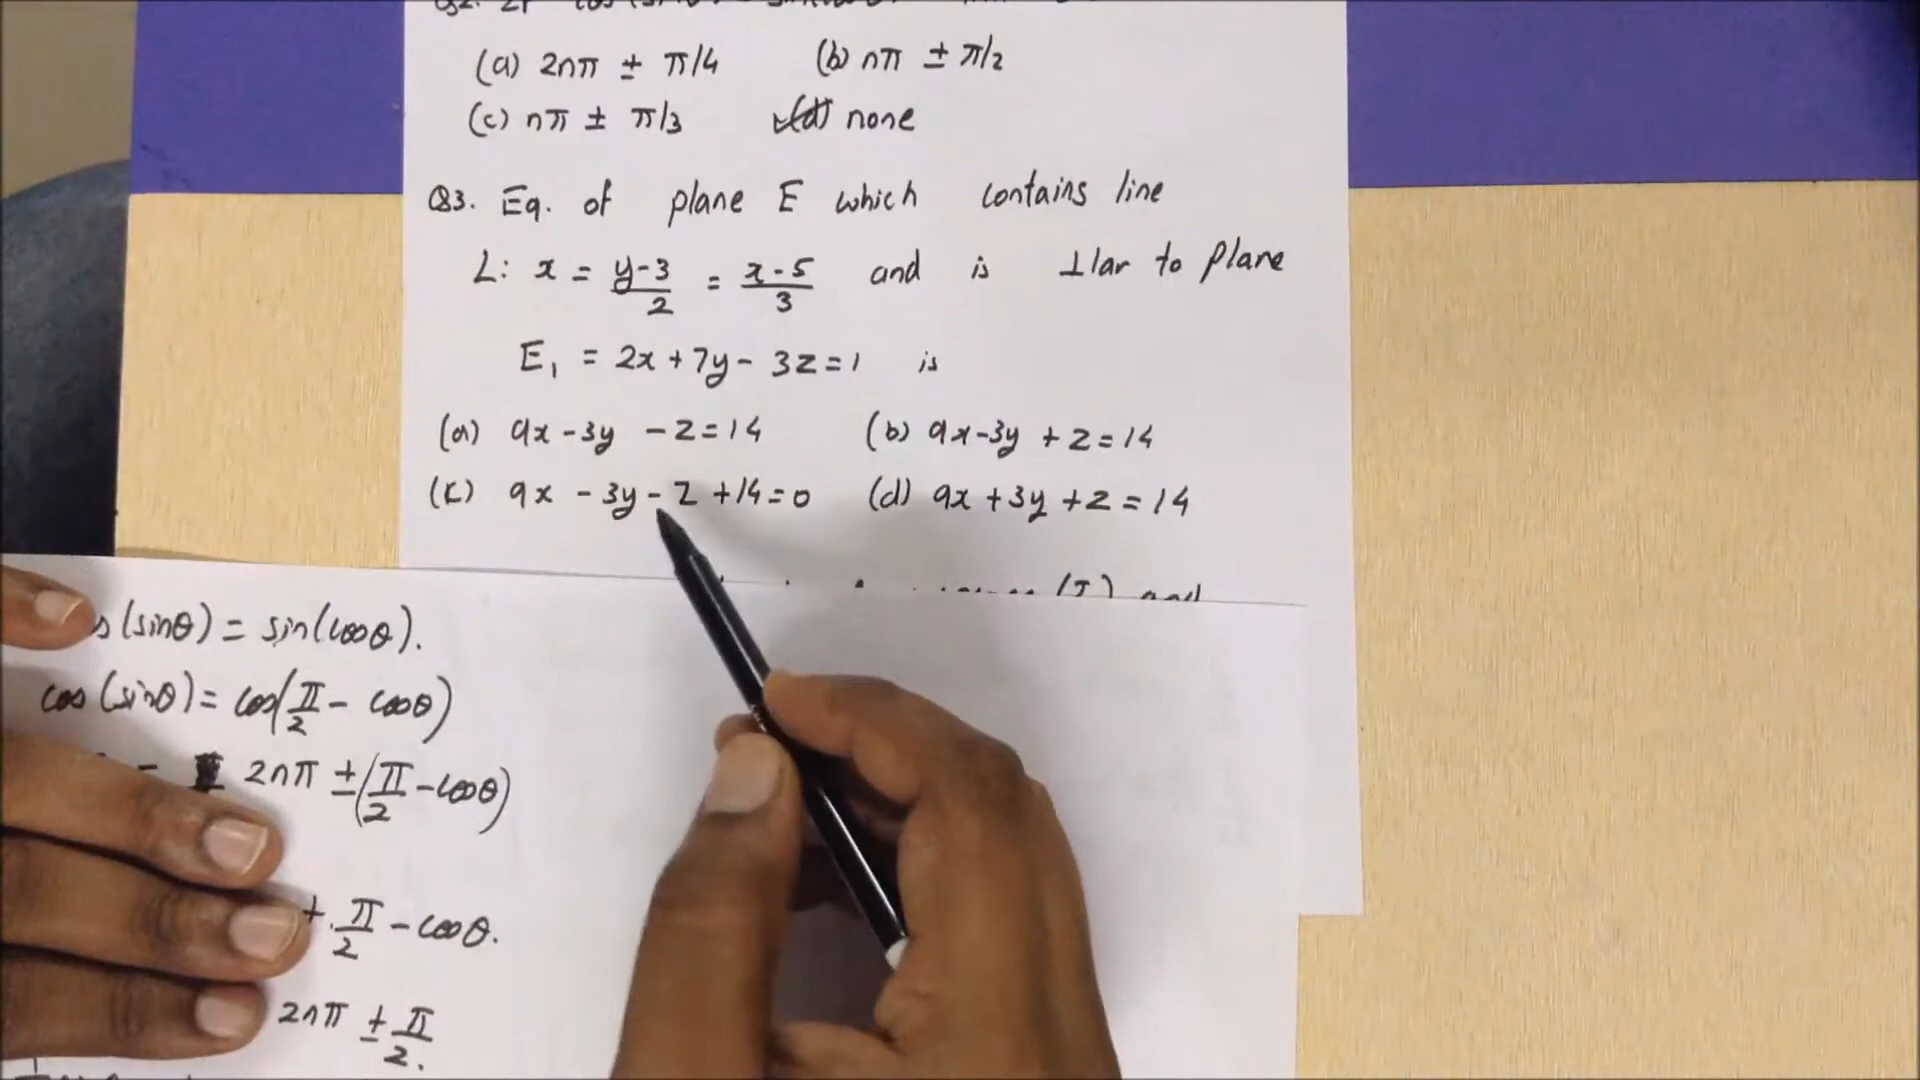 (a) 2nπ ± π/4 (b) nπ ± π/2
(c) nπ ± π/3 (d) none
Q3. Eq. of plane E which contains line
L: x = y-3/2 = x-5/3 and is ⊥lar to Plane
E₁ = 2x+7y-3z=1 is
(a) 9x-3y-z=14 (b) 9x-3y+z=14
(c) 9x-3y-z+14=0 (d) 9x+3y+z=14
(I) and
(sinθ) = sin(cosθ).
cos(sinθ) = cos(π/2 - cosθ)
2nπ ± (π/2 - cosθ)
+ π/2 - cosθ.
2nπ ± π/2.